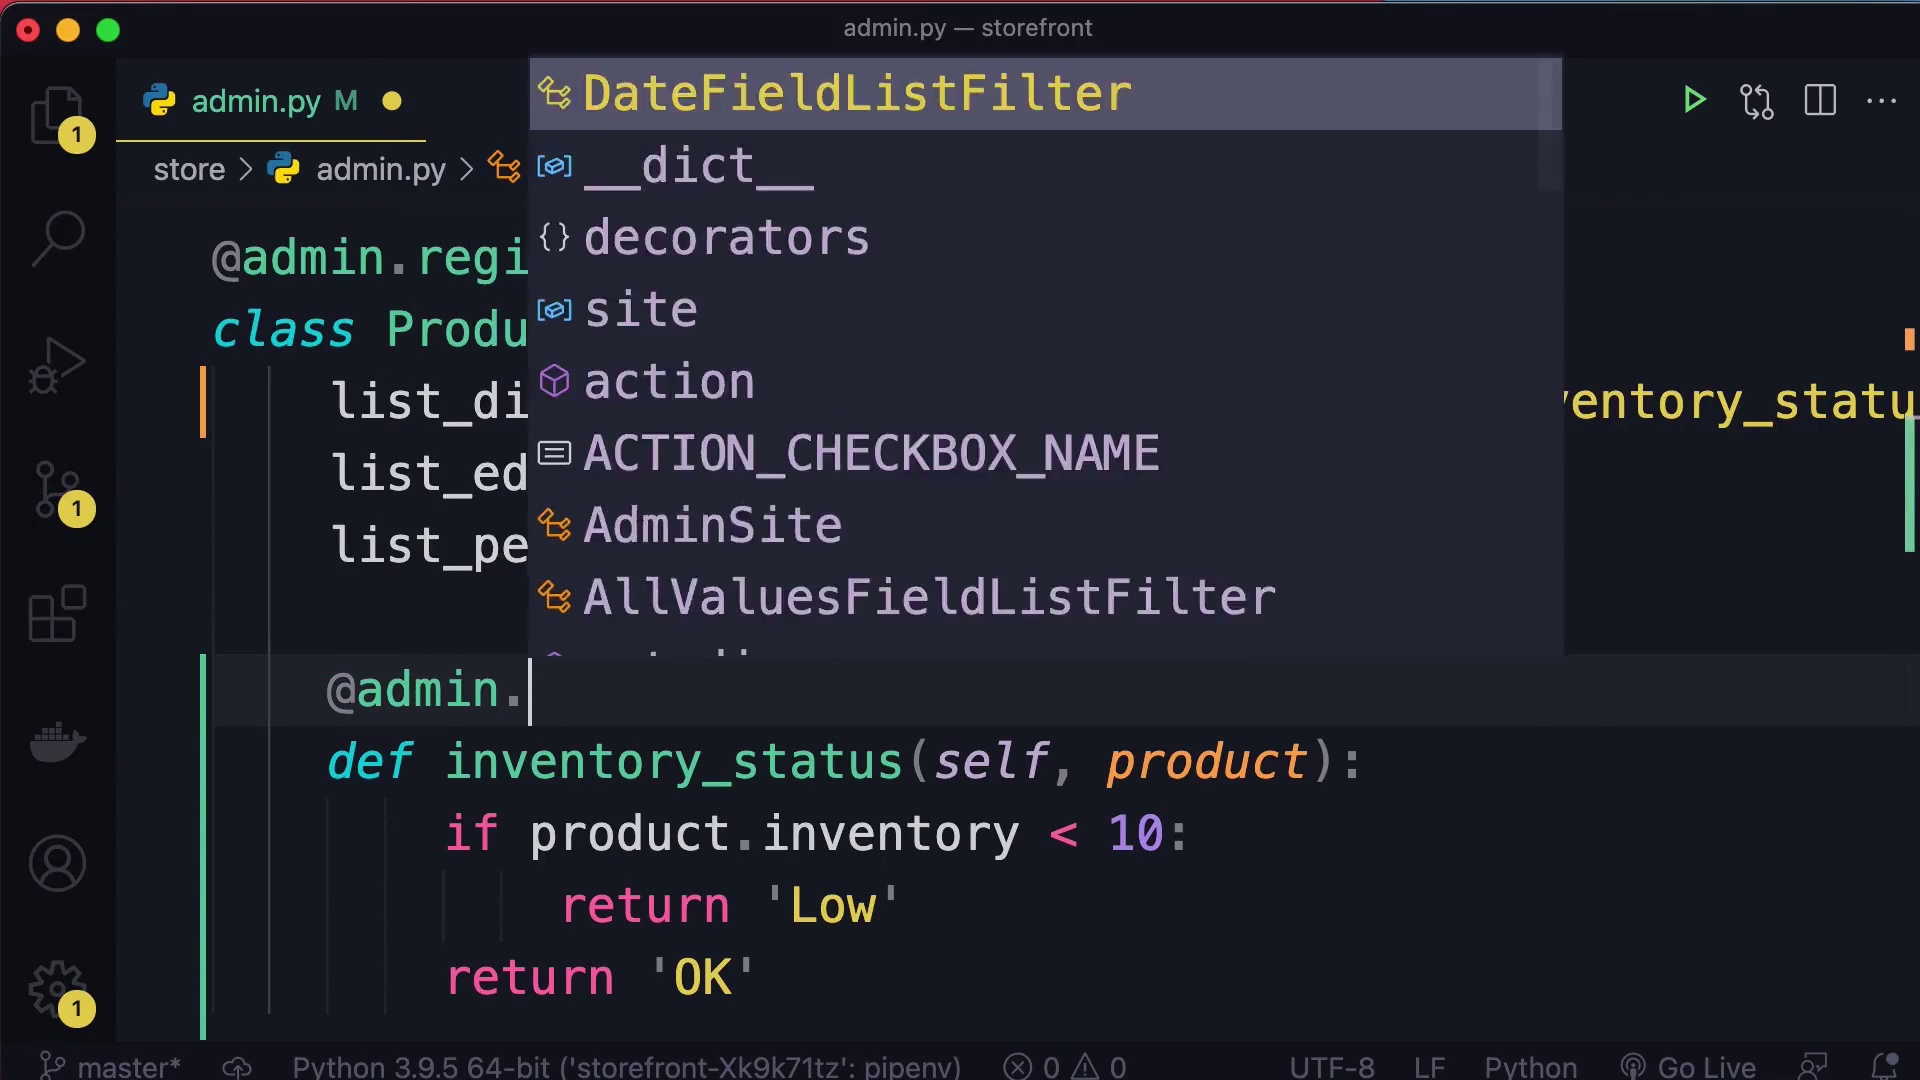 admin.py — storefront
admin.py M
store > admin.py >
DateFieldListFilter
__dict__
decorators
site
action
ACTION_CHECKBOX_NAME
AdminSite
AllValuesFieldListFilter
@admin.regi
class Produ
list_di
entory_statu
list_ed
list_pe
@admin.
def inventory_status(self, product):
if product.inventory < 10:
return 'Low'
return 'OK'
1
1
1
master*
Python 3.9.5 64-bit ('storefront-Xk9k71tz': pipenv)
0
0
UTF-8
LF
Python
Go Live